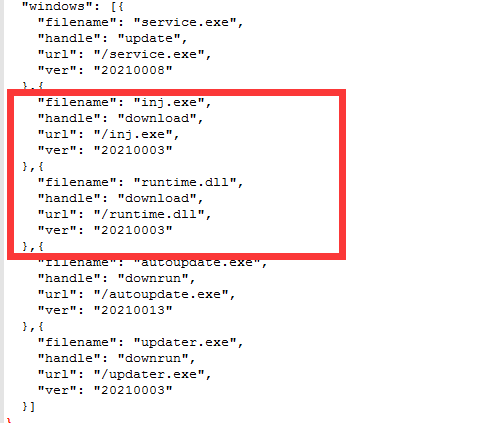 "windows": [{
"filename": "service.exe",
"handle": "update",
"url": "/service.exe",
"ver": "20210008"
},{
"filename": "inj.exe",
"handle": "download",
"url": "/inj.exe",
"ver": "20210003"
},{
"filename": "runtime.dll",
"handle": "download",
"url": "/runtime.dll",
"ver": "20210003"
},{
"filename": "autoupdate.exe",
"handle": "downrun",
"url": "/autoupdate.exe",
"ver": "20210013"
},{
"filename": "updater.exe",
"handle": "downrun",
"url": "/updater.exe",
"ver": "20210003"
}]
}